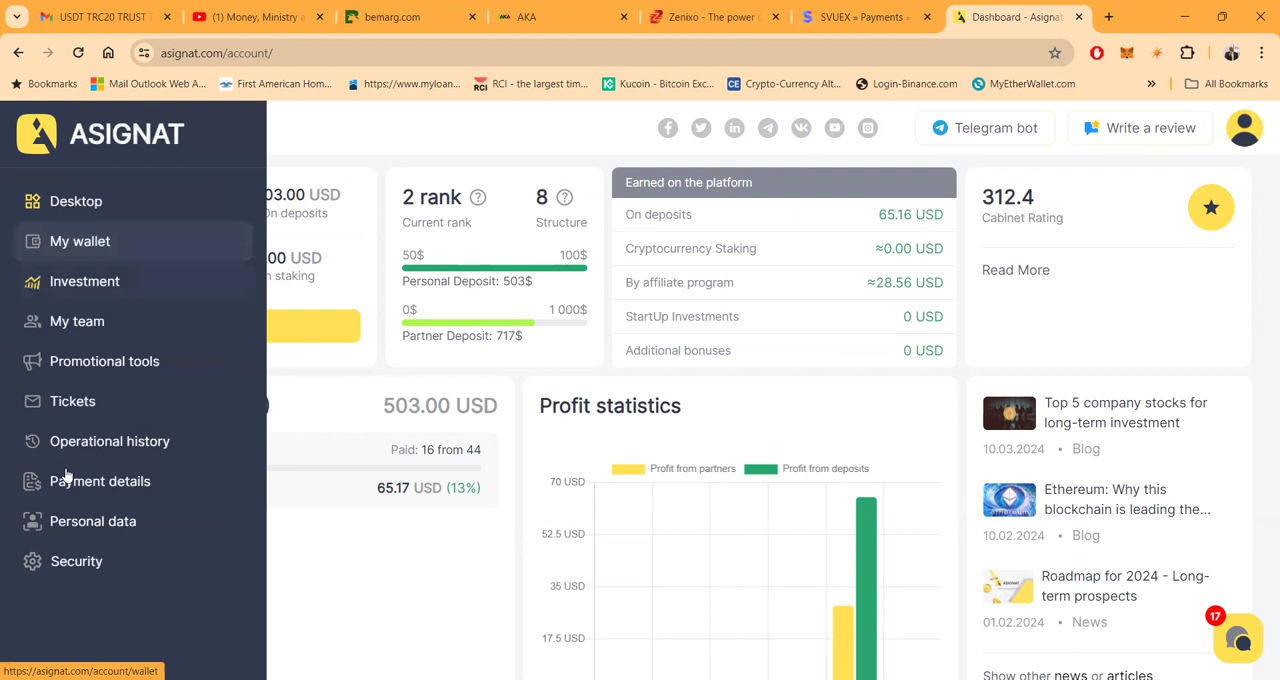 USDT TRC20 TRUST
(1) Money, Ministry a
bemarg.com
AKA
Zenixo - The power o
SVUEX » Payments »
Dashboard - Asignat
asignat.com/account/
Bookmarks
Mail Outlook Web A...
First American Hom...
https://www.myloan...
RCI - the largest tim...
Kucoin - Bitcoin Exc...
Crypto-Currency Alt...
Login-Binance.com
MyEtherWallet.com
»
All Bookmarks
ASIGNAT
Telegram bot
Write a review
Desktop
My wallet
Investment
My team
Promotional tools
Tickets
Operational history
Payment details
Personal data
Security
03.00 USD
On deposits
00 USD
n staking
2 rank
Current rank
8
Structure
50$ 100$
Personal Deposit: 503$
0$ 1 000$
Partner Deposit: 717$
Earned on the platform
On deposits 65.16 USD
Cryptocurrency Staking ≈0.00 USD
By affiliate program ≈28.56 USD
StartUp Investments 0 USD
Additional bonuses 0 USD
312.4
Cabinet Rating
Read More
) 503.00 USD
Paid: 16 from 44
65.17 USD (13%)
Profit statistics
Profit from partners
Profit from deposits
70 USD
52.5 USD
35 USD
17.5 USD
Top 5 company stocks for
long-term investment
10.03.2024 • Blog
Ethereum: Why this
blockchain is leading the...
10.02.2024 • Blog
Roadmap for 2024 - Long-
term prospects
01.02.2024 • News
17
Show other news or articles
https://asignat.com/account/wallet